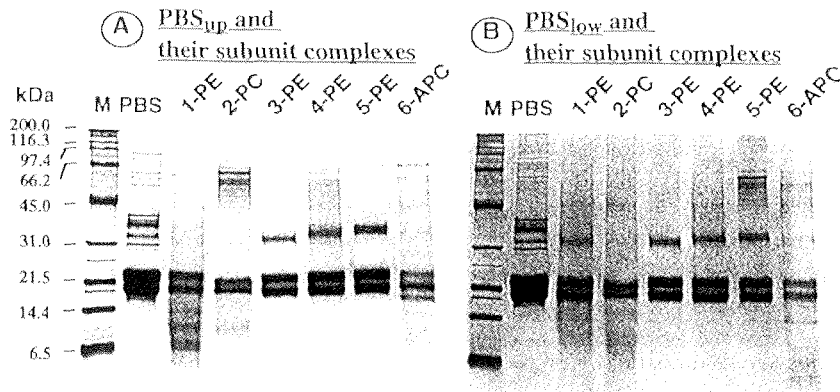 A PBSup and
their subunit complexes
B PBSlow and
their subunit complexes
kDa
M PBS 1-PE 2-PC 3-PE 4-PE 5-PE 6-APC
M PBS 1-PE 2-PC 3-PE 4-PE 5-PE 6-APC
200.0
116.3
97.4
66.2
45.0
31.0
21.5
14.4
6.5